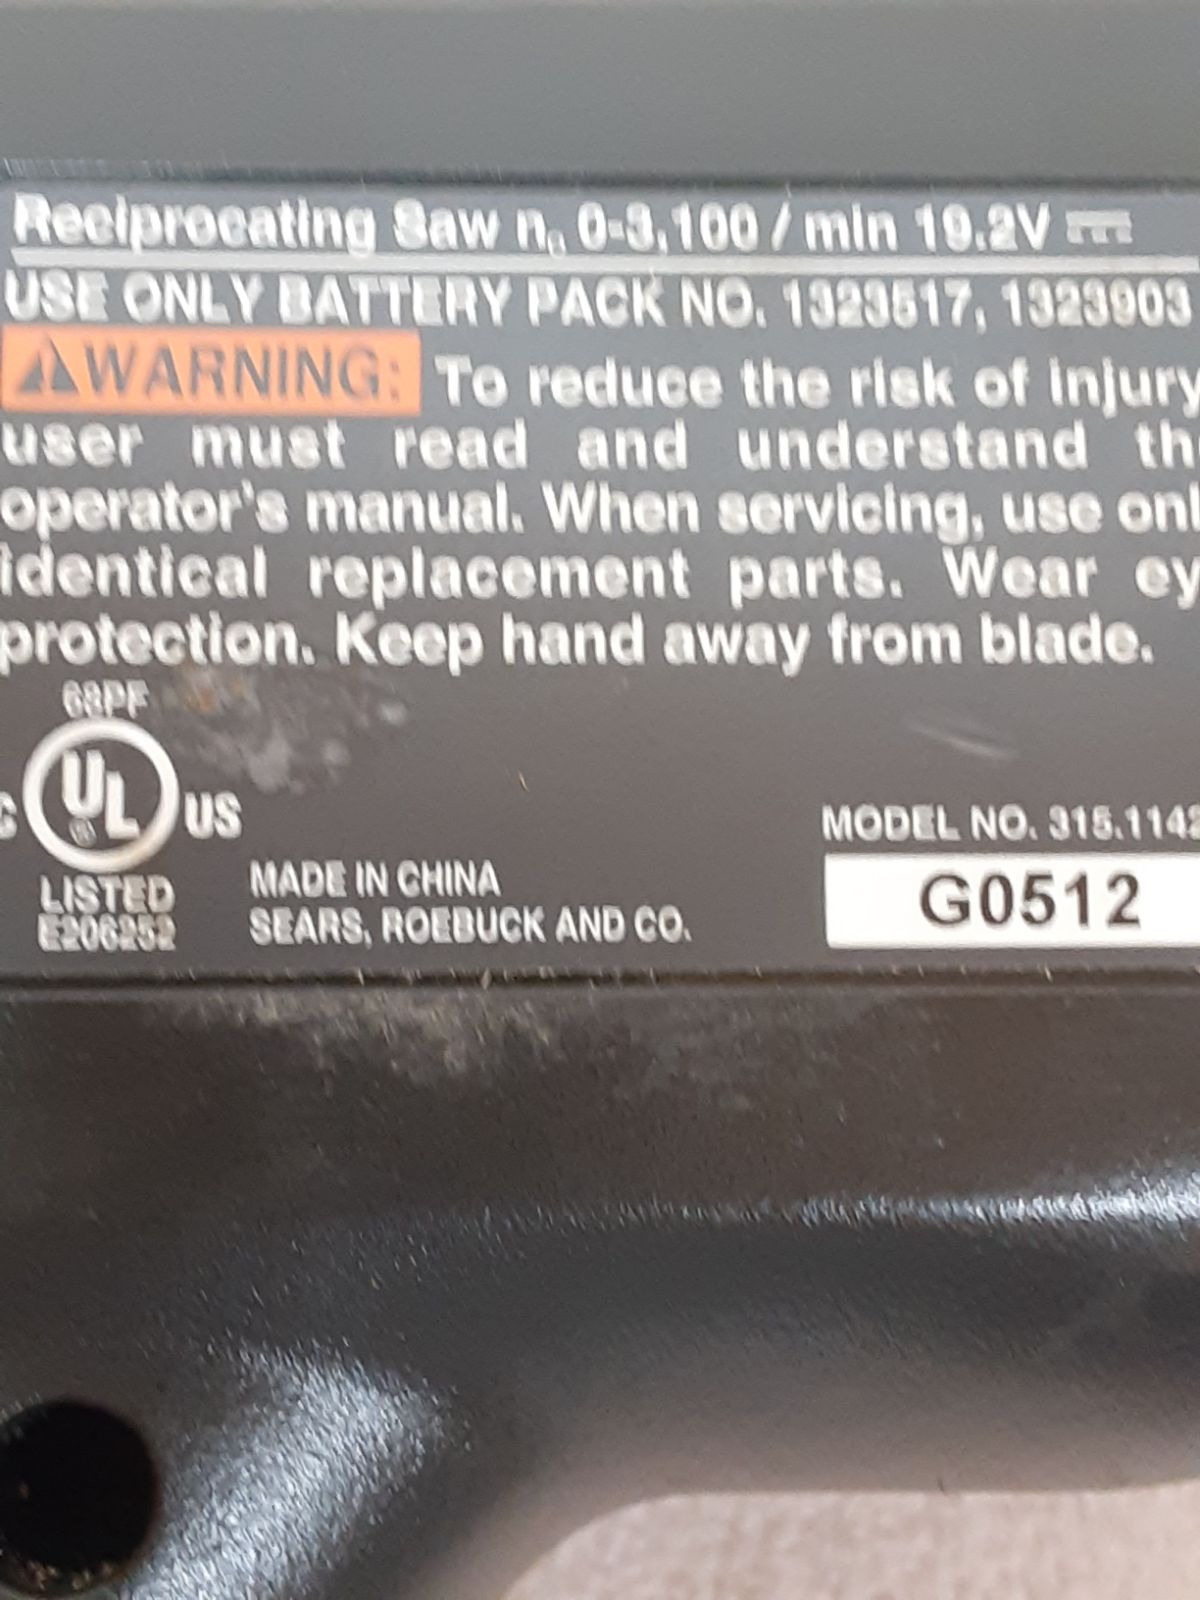 Reciprocating Saw n₀ 0-3,100 / min 19.2V ⎓
USE ONLY BATTERY PACK NO. 1323517, 1323903
⚠WARNING: To reduce the risk of injury
user must read and understand th
operator's manual. When servicing, use onl
identical replacement parts. Wear ey
protection. Keep hand away from blade.
68PF
C UL ® US
LISTED
E206252
MADE IN CHINA
SEARS, ROEBUCK AND CO.
MODEL NO. 315.1142
G0512